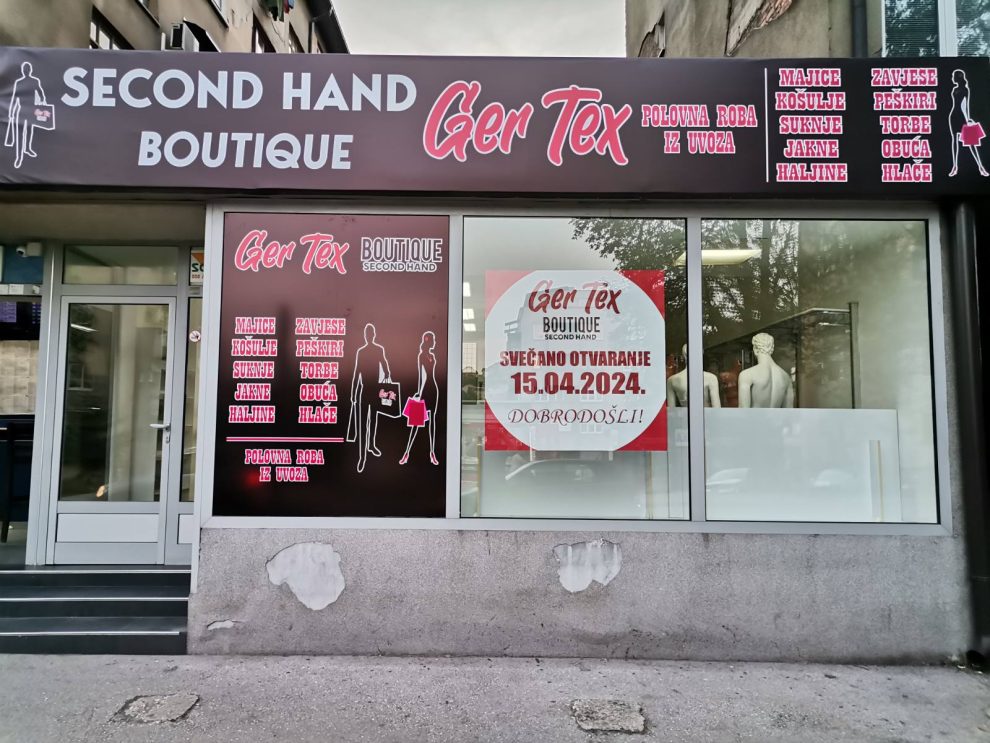 SECOND HAND
BOUTIQUE
Ger Tex
POLOVNA ROBA
IZ UVOZA
MAJICE
KOŠULJE
SUKNJE
JAKNE
HALJINE
ZAVJESE
PEŠKIRI
TORBE
OBUĆA
HLAČE
Ger Tex
BOUTIQUE
SECOND HAND
MAJICE
KOŠULJE
SUKNJE
JAKNE
HALJINE
ZAVJESE
PEŠKIRI
TORBE
OBUĆA
HLAČE
POLOVNA ROBA
IZ UVOZA
Ger Tex
BOUTIQUE
SECOND HAND
SVEČANO OTVARANJE
15.04.2024.
DOBRODOŠLI!